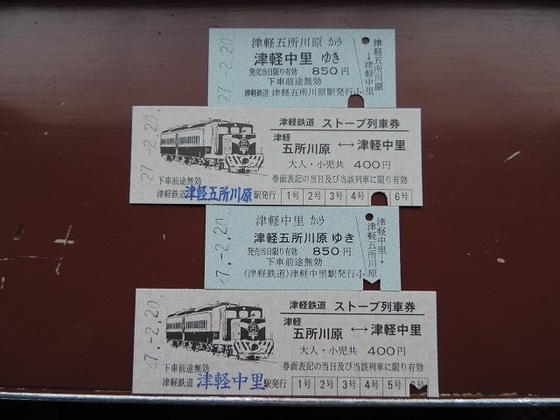 27.-2.20.
津軽五所川原 から
津軽中里 ゆき
発売当日限り有効 850円
下車前途無効
津軽鉄道 津軽五所川原駅発行 小
津軽五所川原
→津軽中里
27.-2.20.
津軽鉄道 ストーブ列車券
津軽
五所川原 ↔ 津軽中里
大人・小児共 400円
券面表記の当日及び当該列車に限り有効
下車前途無効
津軽鉄道 津軽五所川原 駅発行 1号 2号 3号 4号 6号
27.-2.20.
津軽中里 から
津軽五所川原 ゆき
発売当日限り有効 850円
下車前途無効
(津軽鉄道)津軽中里駅発行 小
津軽中里→
津軽五所川原
27.-2.20.
津軽鉄道 ストーブ列車券
津軽
五所川原 ↔ 津軽中里
大人・小児共 400円
券面表記の当日及び当該列車に限り有効
下車前途無効
津軽鉄道 津軽中里 駅発行 1号 2号 3号 4号 5号